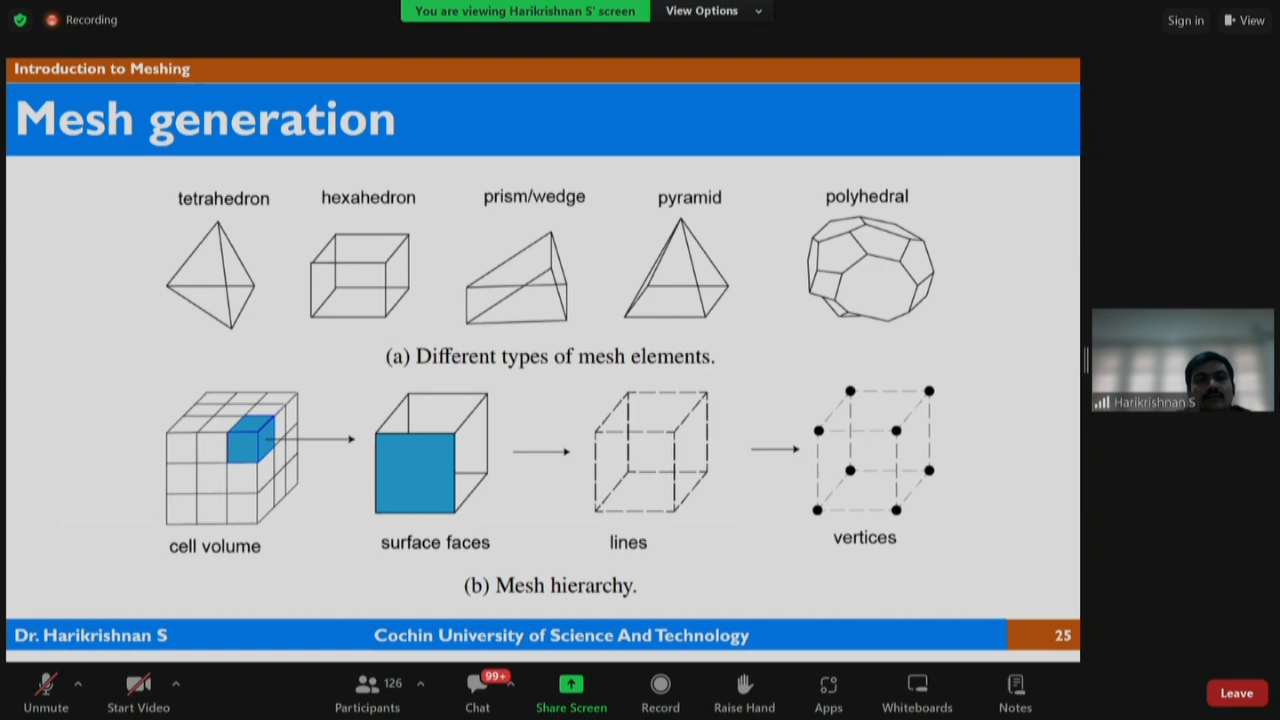 Recording
You are viewing Harikrishnan S' screen
View Options
Sign in
View
Introduction to Meshing
Mesh generation
tetrahedron hexahedron prism/wedge pyramid polyhedral
(a) Different types of mesh elements.
cell volume surface faces lines vertices
(b) Mesh hierarchy.
Dr. Harikrishnan S Cochin University of Science And Technology 25
Harikrishnan S
126 99+
Unmute Start Video Participants Chat Share Screen Record Raise Hand Apps Whiteboards Notes Leave